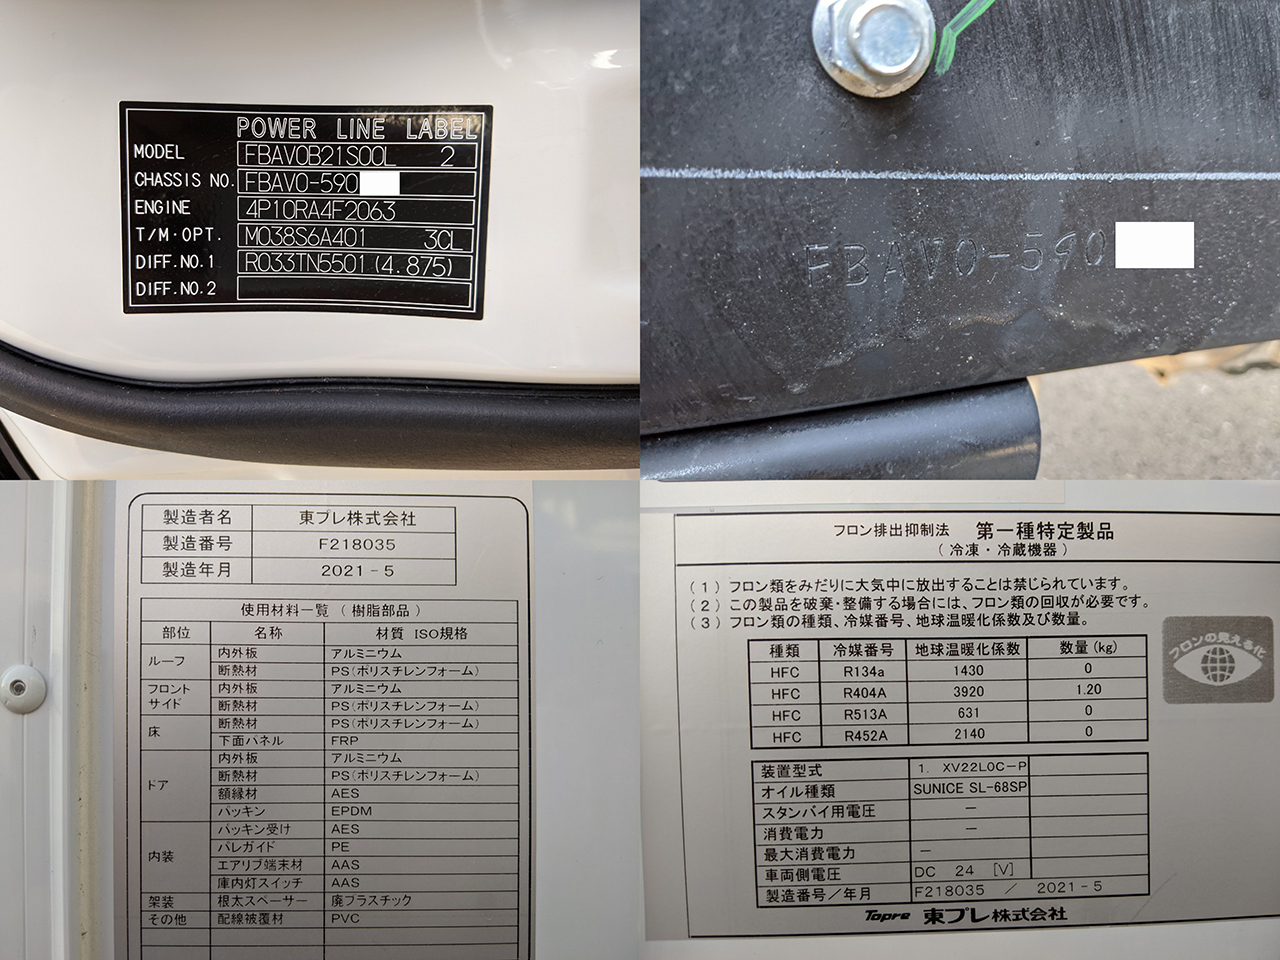 POWER LINE LABEL
MODEL FBAV0B21S00L 2
CHASSIS NO. FBAV0-590
ENGINE 4P10RA4F2063
T/M·OPT. M038S6A401 3CL
DIFF.NO.1 R033TN5501(4.875)
DIFF.NO.2
FBAV0-590
製造者名 東プレ株式会社
製造番号 F218035
製造年月 2021-5
使用材料一覧(樹脂部品)
部位 名称 材質 ISO規格
ルーフ 内外板 アルミニウム
断熱材 PS(ポリスチレンフォーム)
フロントサイド 内外板 アルミニウム
断熱材 PS(ポリスチレンフォーム)
床 断熱材 PS(ポリスチレンフォーム)
下面パネル FRP
ドア 内外板 アルミニウム
断熱材 PS(ポリスチレンフォーム)
額縁材 AES
パッキン EPDM
内装 パッキン受け AES
パレガイド PE
エアリブ端末材 AAS
庫内灯スイッチ AAS
架装 根太スペーサー 廃プラスチック
その他 配線被覆材 PVC
フロン排出抑制法 第一種特定製品
(冷凍・冷蔵機器)
(1) フロン類をみだりに大気中に放出することは禁じられています。
(2) この製品を破棄・整備する場合には、フロン類の回収が必要です。
(3) フロン類の種類、冷媒番号、地球温暖化係数及び数量。
種類 冷媒番号 地球温暖化係数 数量(kg)
HFC R134a 1430 0
HFC R404A 3920 1.20
HFC R513A 631 0
HFC R452A 2140 0
フロンの見える化
装置型式 1. XV22L0C-P
オイル種類 SUNICE SL-68SP
スタンバイ用電圧 －
消費電力 －
最大消費電力 －
車両側電圧 DC 24 [V]
製造番号/年月 F218035 / 2021-5
Topre 東プレ株式会社